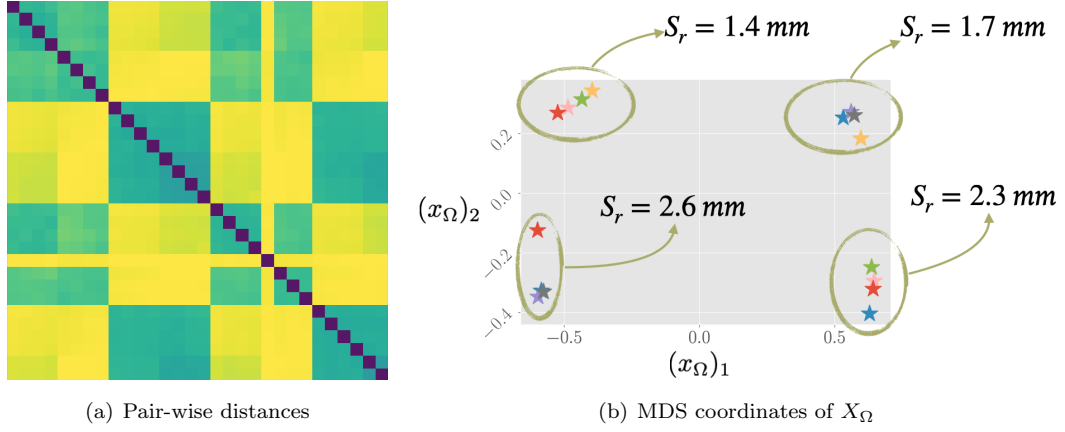 S_r = 1.4 mm
S_r = 1.7 mm
0.2
0.0
−0.2
−0.4
(x_Ω)_2
S_r = 2.6 mm
S_r = 2.3 mm
−0.5 0.0 0.5
(x_Ω)_1
(a) Pair-wise distances
(b) MDS coordinates of X_Ω